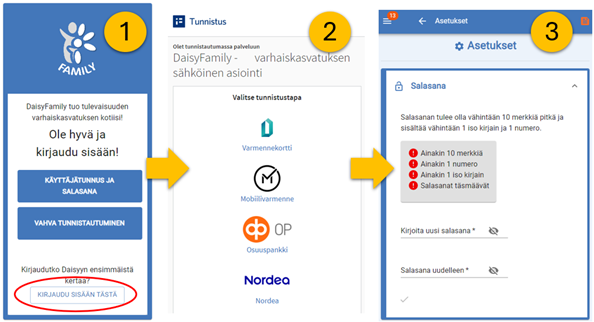 1
FAMILY
DaisyFamily tuo tulevaisuuden
varhaiskasvatuksen kotiisi!
Ole hyvä ja
kirjaudu sisään!
KÄYTTÄJÄTUNNUS JA
SALASANA
VAHVA TUNNISTAUTUMINEN
Kirjaudutko Daisyyn ensimmäistä
kertaa?
KIRJAUDU SISÄÄN TÄSTÄ
Tunnistus
2
Olet tunnistautumassa palveluun
DaisyFamily - varhaiskasvatuksen
sähköinen asiointi
Valitse tunnistustapa
Varmennekortti
Mobiilivarmenne
OP
Osuuspankki
Nordea
Nordea
13
Asetukset
3
Asetukset
Salasana
Salasanan tulee olla vähintään 10 merkkiä pitkä ja
sisältää vähintään 1 iso kirjain ja 1 numero.
Ainakin 10 merkkiä
Ainakin 1 numero
Ainakin 1 iso kirjain
Salasanat täsmäävät
Kirjoita uusi salasana *
Salasana uudelleen *